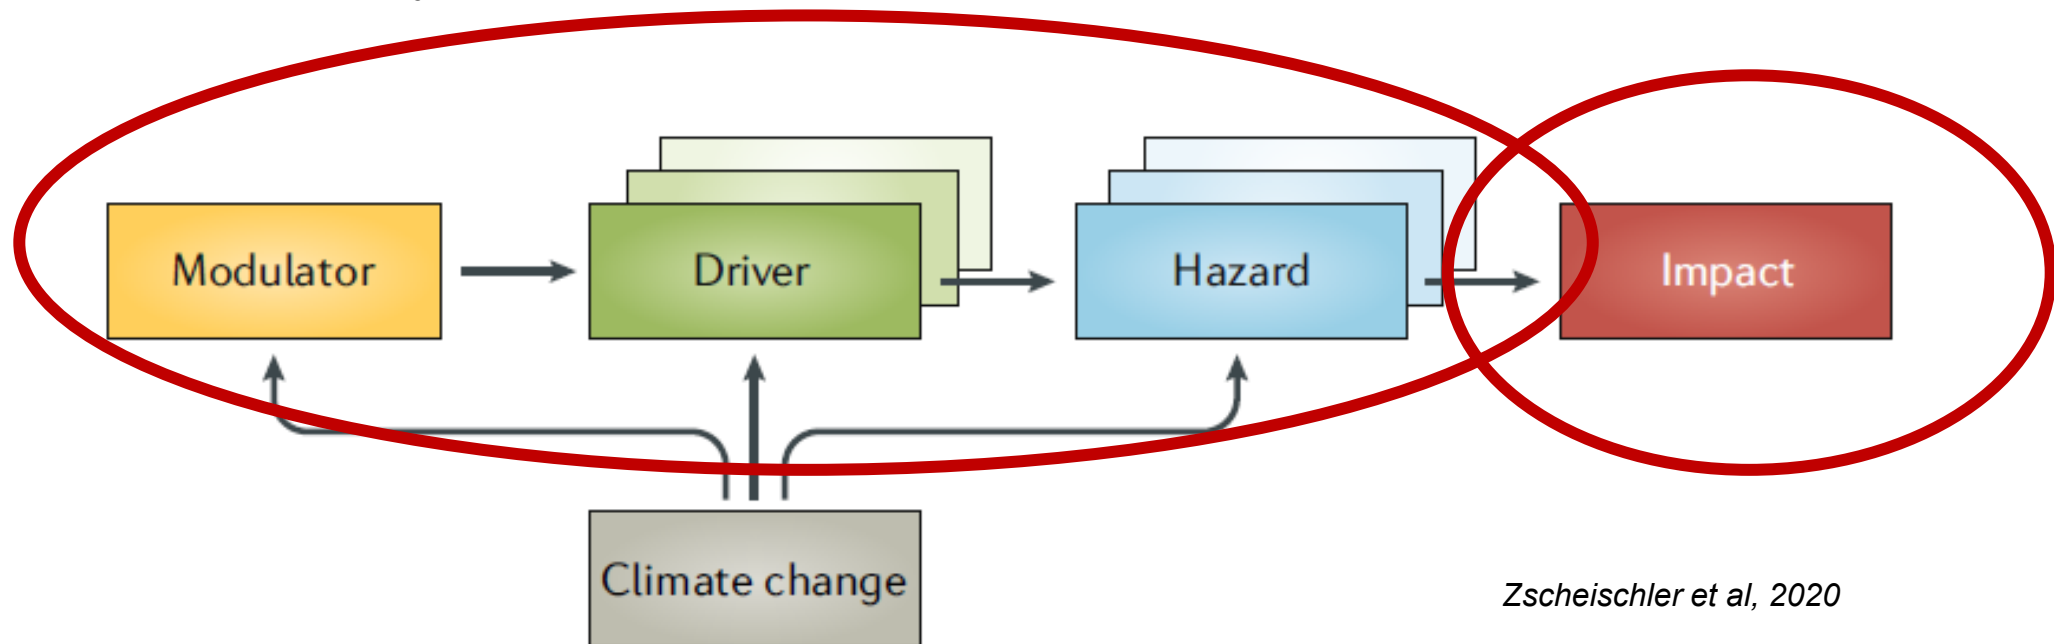 Modulator
Driver
Hazard
Impact
Climate change
Zscheischler et al, 2020